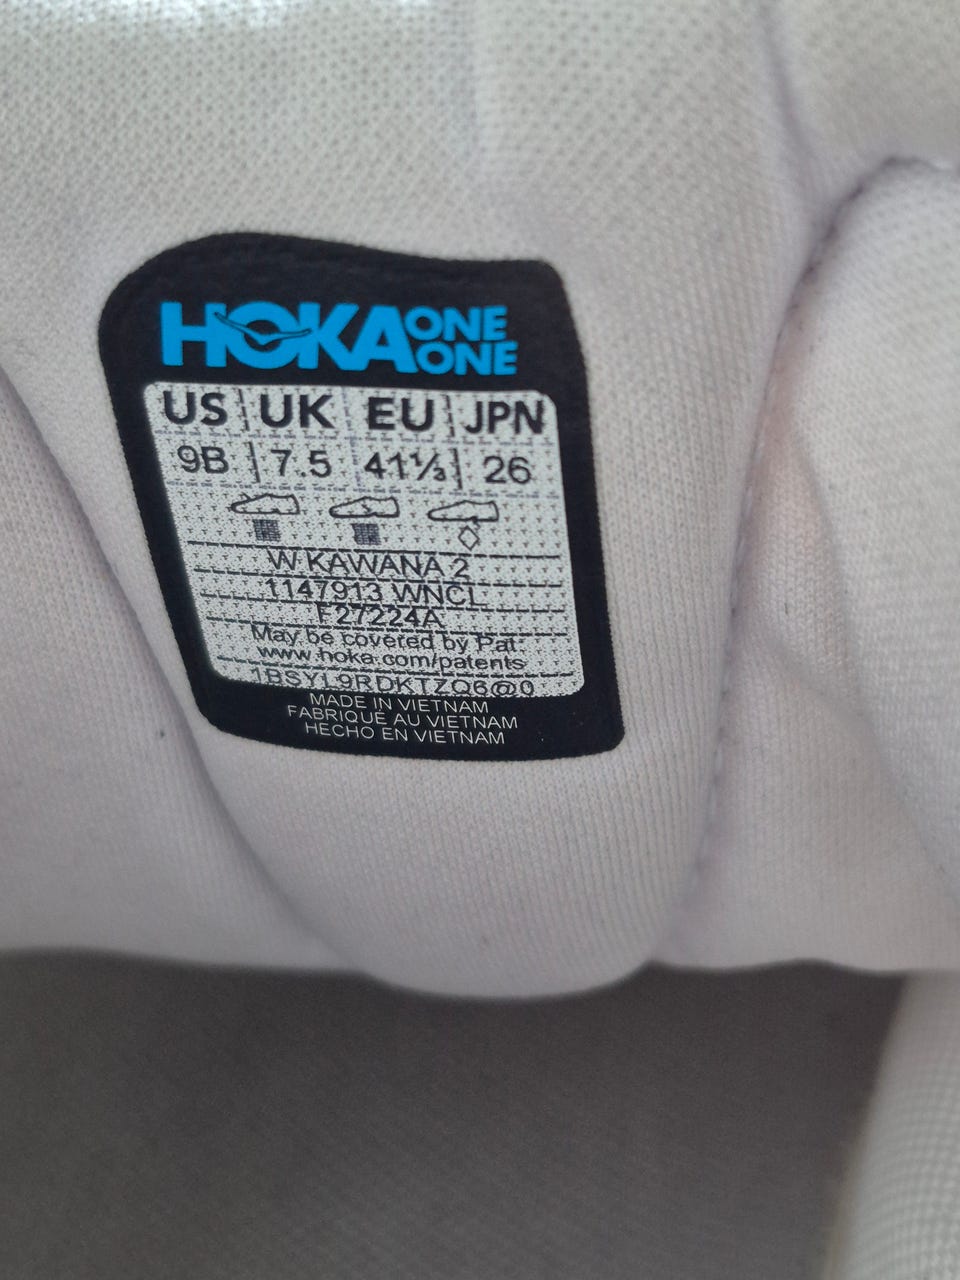 HOKA ONE ONE
US UK EU JPN
9B 7.5 41⅓ 26
W KAWANA 2
1147913 WNCL
F27224A
May be covered by Pat:
www.hoka.com/patents
1BSYL9RDKTZQ6@0
MADE IN VIETNAM
FABRIQUÉ AU VIETNAM
HECHO EN VIETNAM